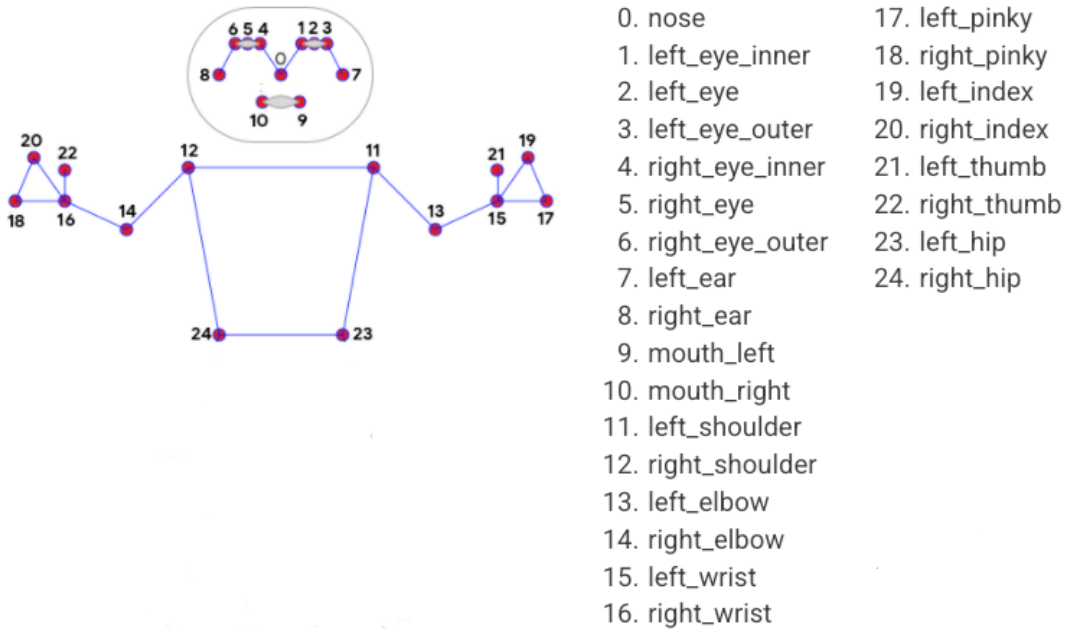 6 5 4 1 2 3
0
8 7
10 9
20 22 12 11 21 19
18 16 14 13 15 17
24 23
0. nose
1. left_eye_inner
2. left_eye
3. left_eye_outer
4. right_eye_inner
5. right_eye
6. right_eye_outer
7. left_ear
8. right_ear
9. mouth_left
10. mouth_right
11. left_shoulder
12. right_shoulder
13. left_elbow
14. right_elbow
15. left_wrist
16. right_wrist
17. left_pinky
18. right_pinky
19. left_index
20. right_index
21. left_thumb
22. right_thumb
23. left_hip
24. right_hip